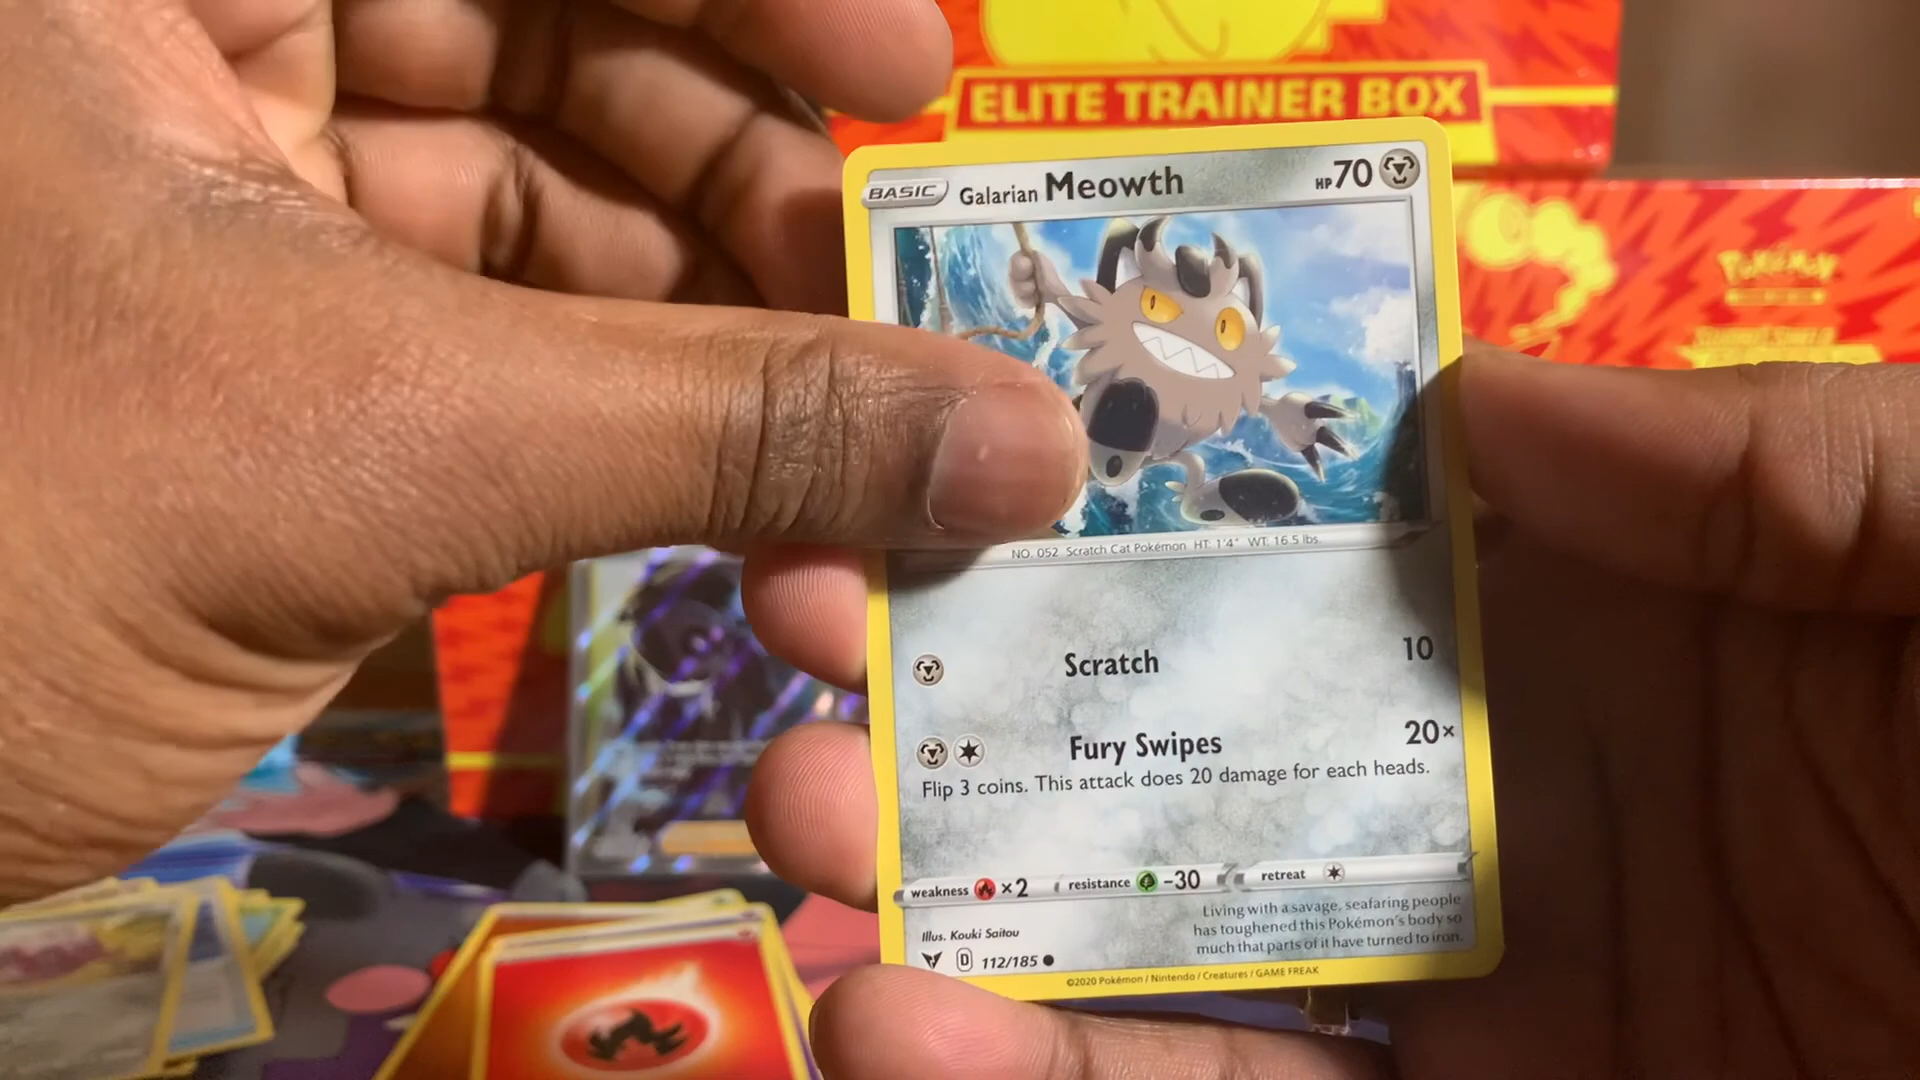 ELITE TRAINER BOX
BASIC Galarian Meowth HP 70
POKÉMON
NO. 052 Scratch Cat Pokémon HT: 1'4" WT: 16.5 lbs.
Scratch 10
Fury Swipes 20×
Flip 3 coins. This attack does 20 damage for each heads.
weakness ×2 resistance -30 retreat
Living with a savage, seafaring people
has toughened this Pokémon's body so
much that parts of it have turned to iron.
Illus. Kouki Saitou
D 112/185
©2020 Pokémon / Nintendo / Creatures / GAME FREAK